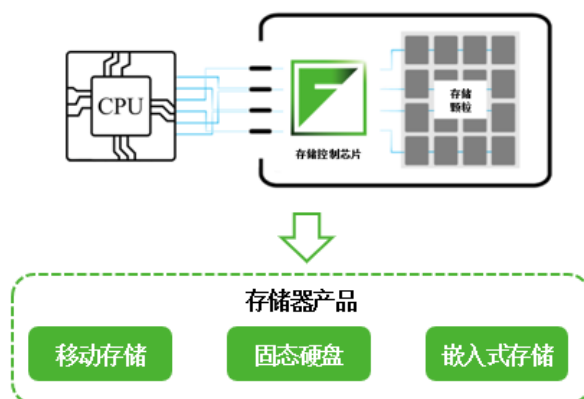 CPU
存储控制芯片
存储
颗粒
存储器产品
移动存储
固态硬盘
嵌入式存储